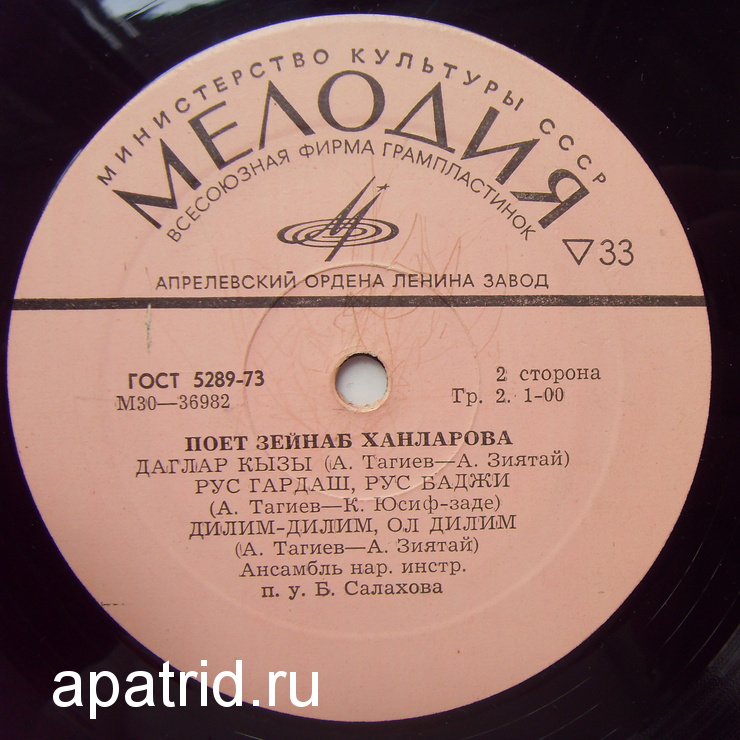 МИНИСТЕРСТВО КУЛЬТУРЫ СССР
МЕЛОДИЯ
ВСЕСОЮЗНАЯ ФИРМА ГРАМПЛАСТИНОК
▽33
АПРЕЛЕВСКИЙ ОРДЕНА ЛЕНИНА ЗАВОД
ГОСТ 5289-73
М30—36982
2 сторона
Гр. 2. 1-00
ПОЕТ ЗЕЙНАБ ХАНЛАРОВА
ДАГЛАР КЫЗЫ (А. Тагиев—А. Зиятай)
РУС ГАРДАШ, РУС БАДЖИ
(А. Тагиев—К. Юсиф-заде)
ДИЛИМ-ДИЛИМ, ОЛ ДИЛИМ
(А. Тагиев—А. Зиятай)
Ансамбль нар. инстр.
п. у. Б. Салахова
apatrid.ru